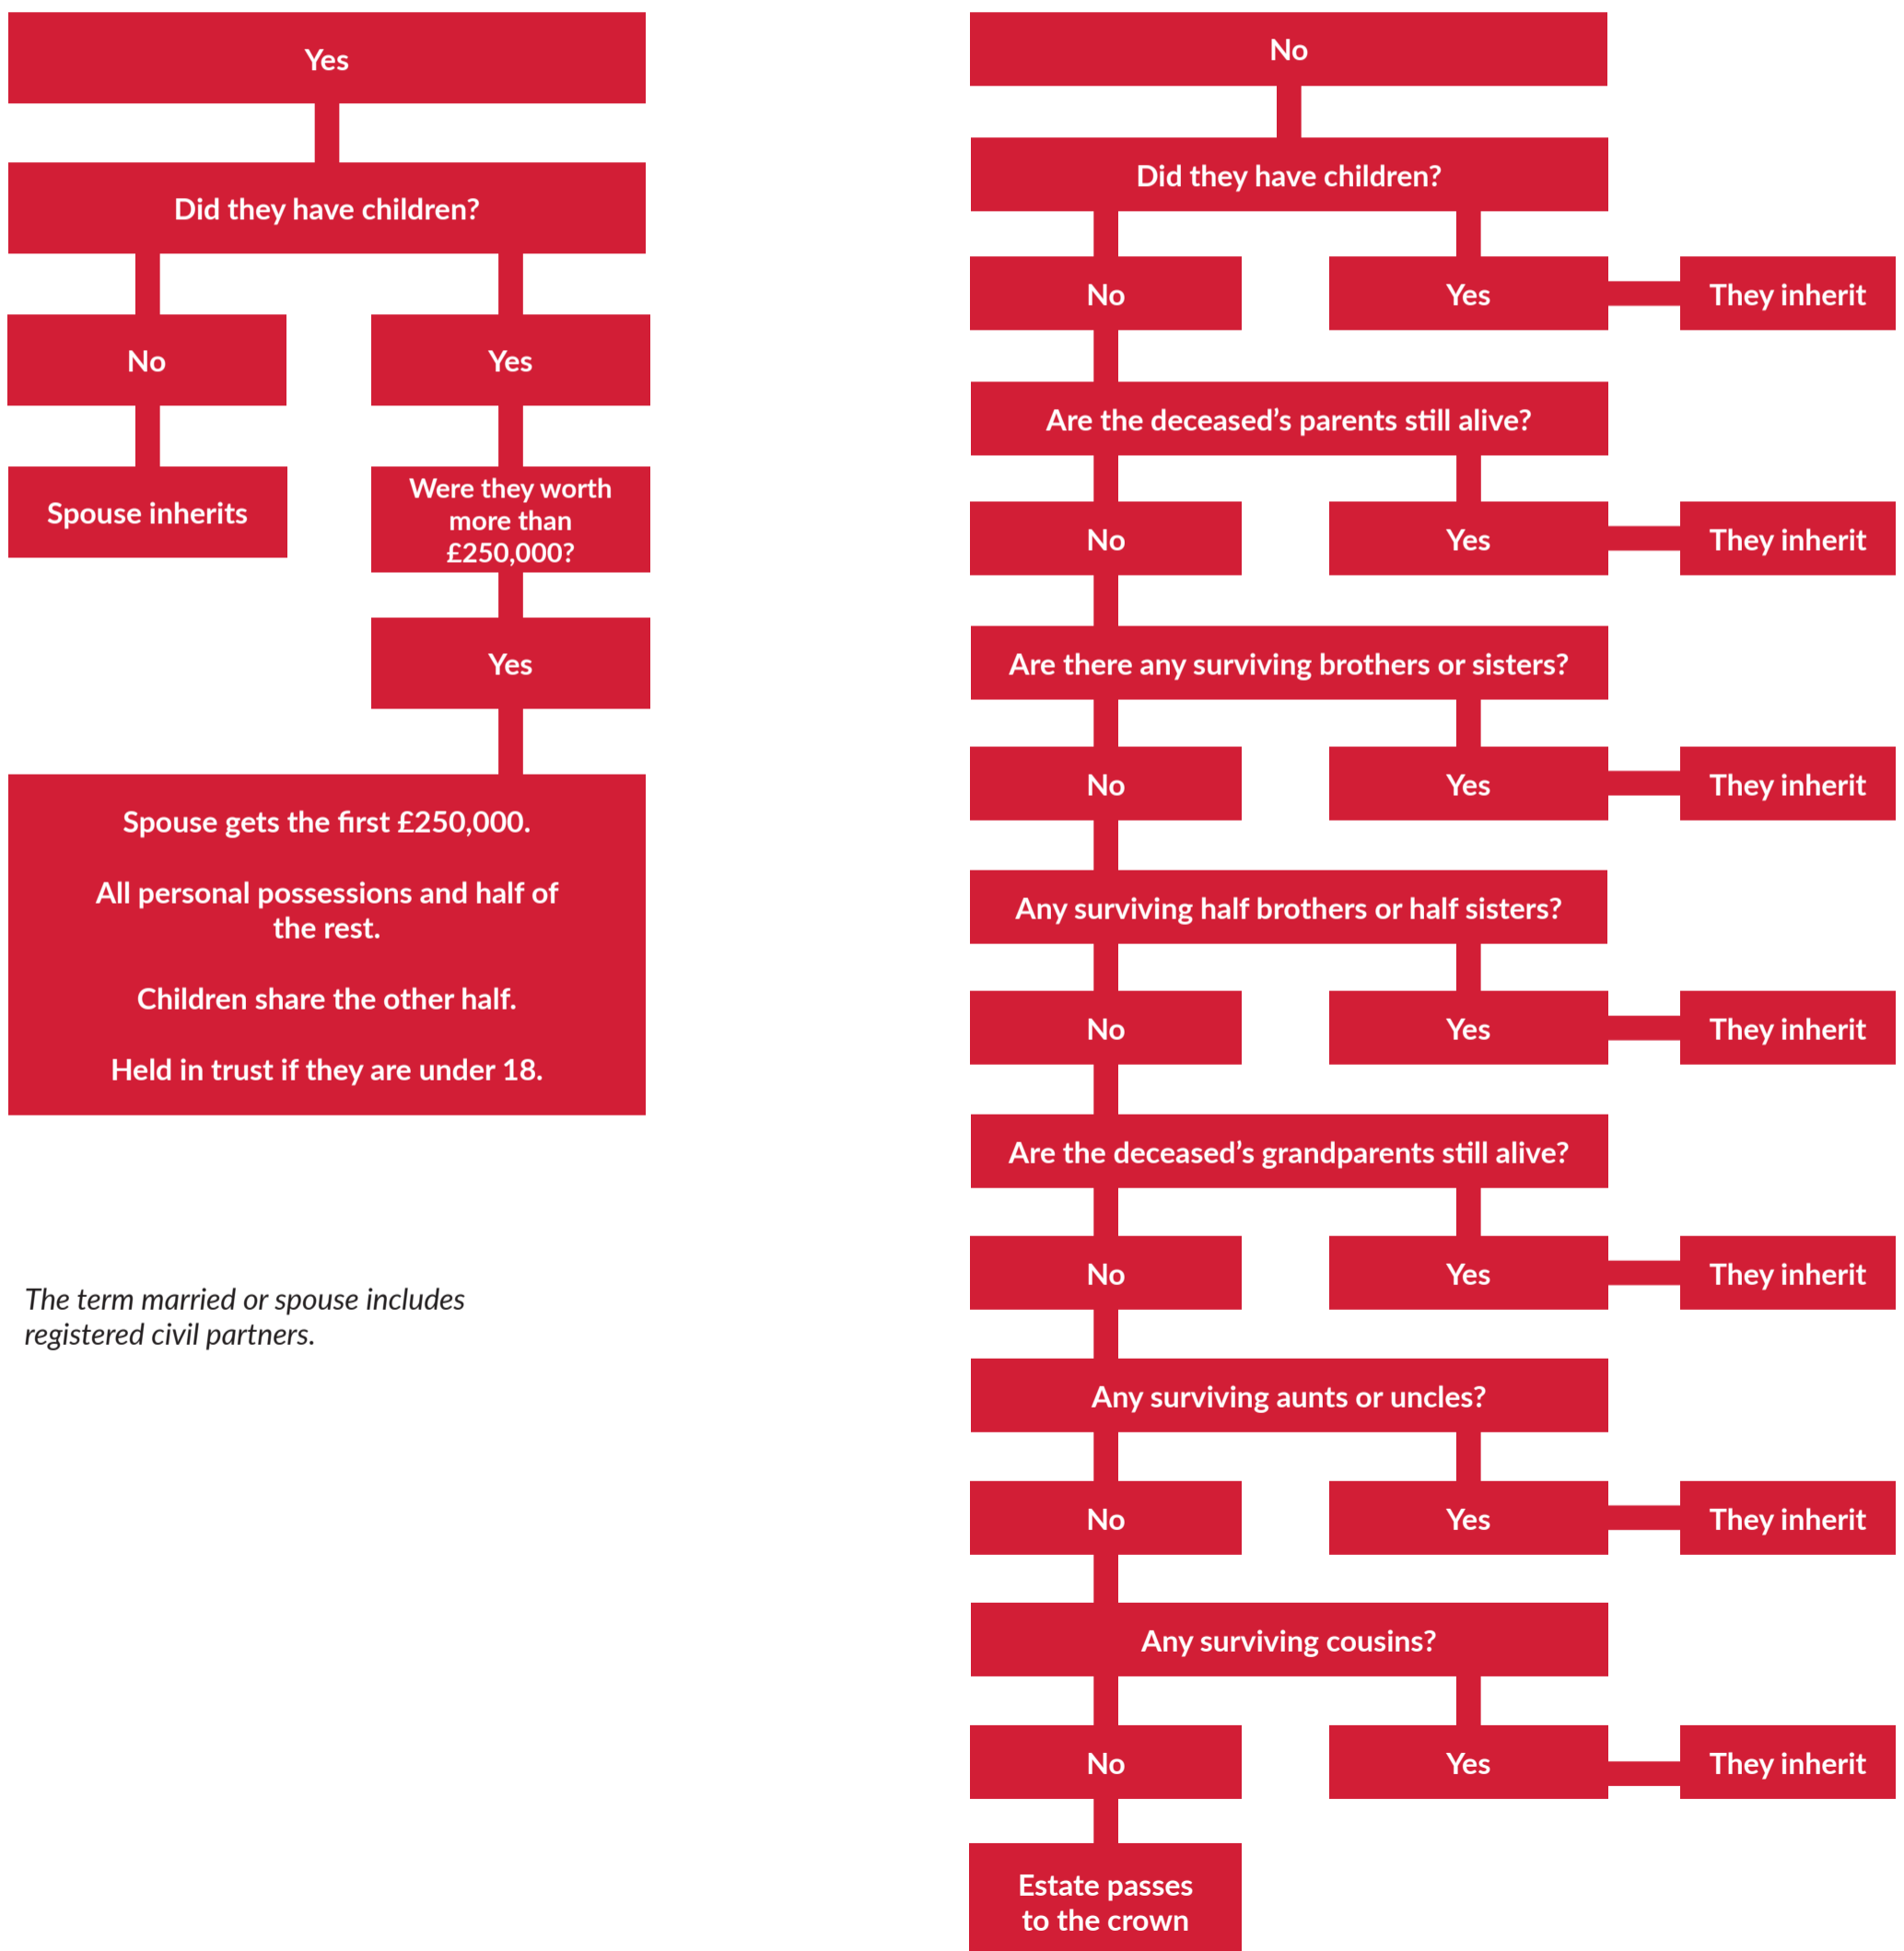 Yes
Did they have children?
No
Yes
Spouse inherits
Were they worth
more than
£250,000?
Yes
Spouse gets the first £250,000.
All personal possessions and half of
the rest.
Children share the other half.
Held in trust if they are under 18.
The term married or spouse includes
registered civil partners.
No
Did they have children?
No
Yes
They inherit
Are the deceased’s parents still alive?
No
Yes
They inherit
Are there any surviving brothers or sisters?
No
Yes
They inherit
Any surviving half brothers or half sisters?
No
Yes
They inherit
Are the deceased’s grandparents still alive?
No
Yes
They inherit
Any surviving aunts or uncles?
No
Yes
They inherit
Any surviving cousins?
No
Yes
They inherit
Estate passes
to the crown